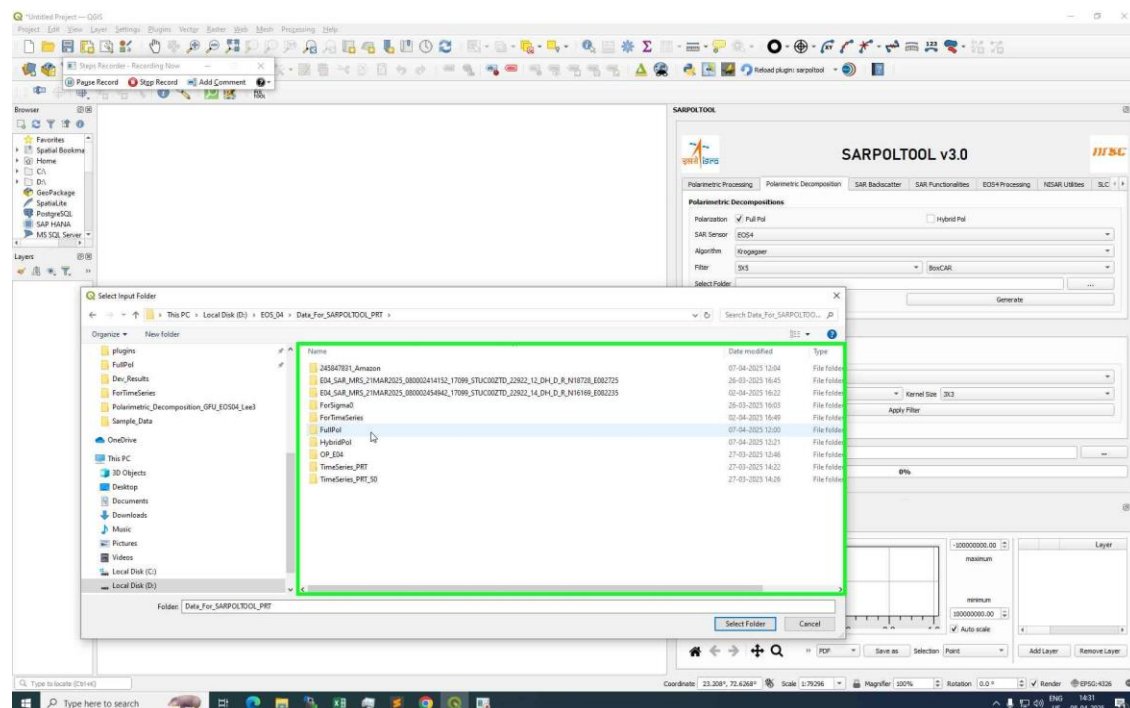 *Untitled Project — QGIS
Project Edit View Layer Settings Plugins Vector Raster Web Mesh Processing Help
Steps Recorder - Recording Now
Reload plugin: sarpoltool
Pause Record Stop Record Add Comment
Browser
Favorites
Spatial Bookma
Home
C:\
D:\
GeoPackage
SpatiaLite
PostgreSQL
SAP HANA
MS SQL Server
Layers
SARPOLTOOL
इसरो isro
SARPOLTOOL v3.0
nrsc
Polarimetric Processing Polarimetric Decomposition SAR Backscatter SAR Functionalities EOS4 Processing NISAR Utilities SLC
Polarimetric Decompositions
Polarization Full Pol Hybrid Pol
SAR Sensor EOS4
Algorithm Krogagaer
Filter 5X5 BoxCAR
Select Folder ...
Generate
Kernel Size 3X3
Apply Filter
...
0%
Select Input Folder
This PC › Local Disk (D:) › EOS_04 › Data_For_SARPOLTOOL_PRT ›
Search Data_For_SARPOLTOO...
Organize New folder
plugins
FullPol
Dev_Results
ForTimeSeries
Polarimetric_Decomposition_GFU_EOS04_Lee3
Sample_Data
OneDrive
This PC
3D Objects
Desktop
Documents
Downloads
Music
Pictures
Videos
Local Disk (C:)
Local Disk (D:)
Name Date modified Type
245847831_Amazon 07-04-2025 12:04 File folder
E04_SAR_MRS_21MAR2025_080002414152_17099_STUC00ZTD_22922_12_DH_D_R_N18728_E082725 26-03-2025 16:45 File folder
E04_SAR_MRS_21MAR2025_080002454942_17099_STUC00ZTD_22922_14_DH_D_R_N16169_E082235 02-04-2025 16:22 File folder
ForSigma0 26-03-2025 16:03 File folder
ForTimeSeries 02-04-2025 16:49 File folder
FullPol 07-04-2025 12:00 File folder
HybridPol 07-04-2025 12:21 File folder
OP_E04 27-03-2025 12:46 File folder
TimeSeries_PRT 27-03-2025 14:22 File folder
TimeSeries_PRT_S0 27-03-2025 14:26 File folder
Folder: Data_For_SARPOLTOOL_PRT
Select Folder Cancel
-100000000.00
maximum
minimum
100000000.00
Auto scale
Layer
PDF Save as Selection Point Add Layer Remove Layer
Type to locate (Ctrl+K)
Coordinate 23.208°, 72.6268° Scale 1:79296 Magnifier 100% Rotation 0.0 ° Render EPSG:4326
Type here to search
ENG 14:31